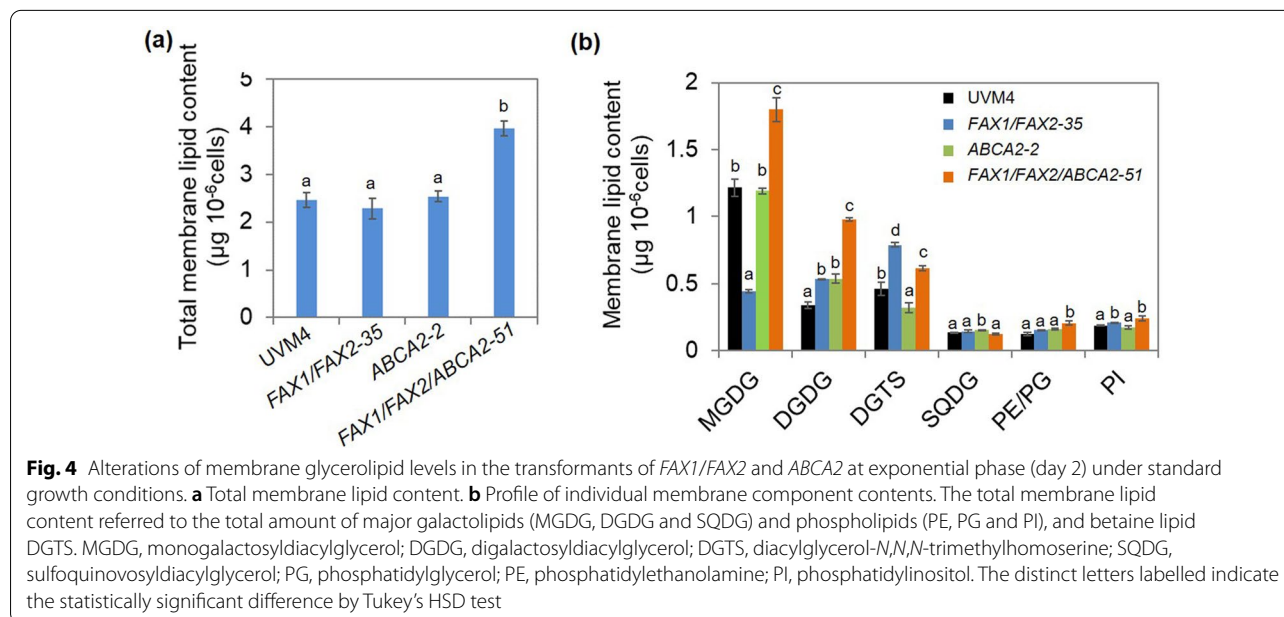 (a)
Total membrane lipid content
(µg 10⁻⁶cells)
5
4
3
2
1
0
a
a
a
b
UVM4
FAX1/FAX2-35
ABCA2-2
FAX1/FAX2/ABCA2-51
(b)
Membrane lipid content
(µg 10⁻⁶cells)
2
1.5
1
0.5
0
UVM4
FAX1/FAX2-35
ABCA2-2
FAX1/FAX2/ABCA2-51
b
a
b
c
a
b
b
c
b
d
a
c
a
a
b
a
a
a
a
b
a
b
a
b
MGDG
DGDG
DGTS
SQDG
PE/PG
PI
Fig. 4 Alterations of membrane glycerolipid levels in the transformants of FAX1/FAX2 and ABCA2 at exponential phase (day 2) under standard
growth conditions. a Total membrane lipid content. b Profile of individual membrane component contents. The total membrane lipid
content referred to the total amount of major galactolipids (MGDG, DGDG and SQDG) and phospholipids (PE, PG and PI), and betaine lipid
DGTS. MGDG, monogalactosyldiacylglycerol; DGDG, digalactosyldiacylglycerol; DGTS, diacylglycerol-N,N,N-trimethylhomoserine; SQDG,
sulfoquinovosyldiacylglycerol; PG, phosphatidylglycerol; PE, phosphatidylethanolamine; PI, phosphatidylinositol. The distinct letters labelled indicate
the statistically significant difference by Tukey's HSD test